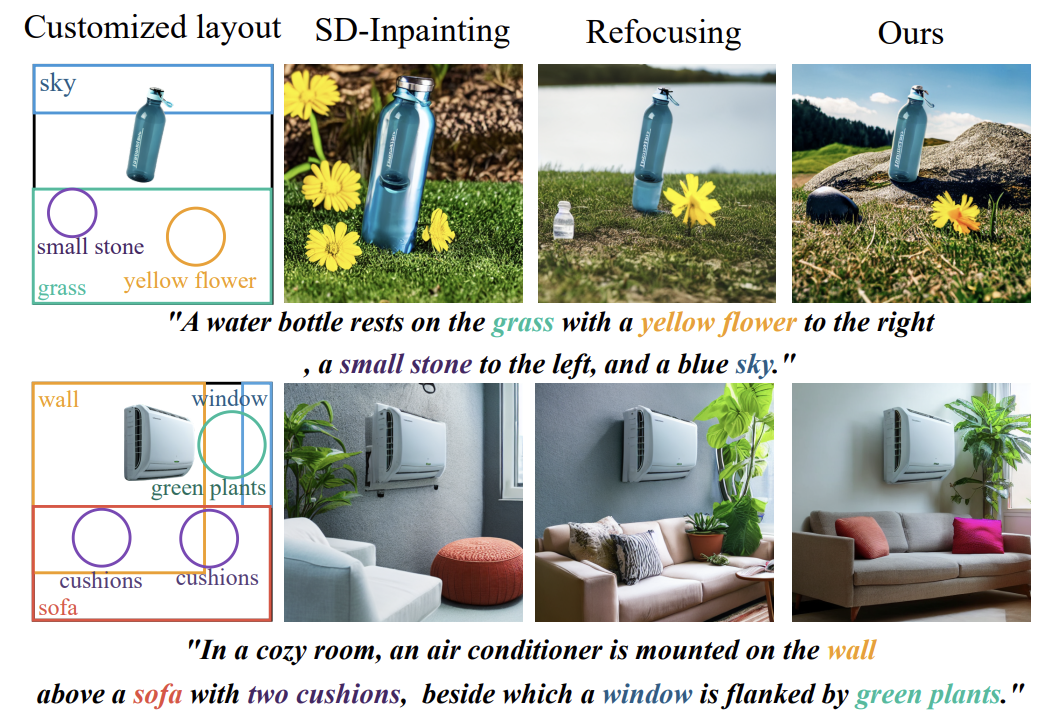 Customized layout SD-Inpainting Refocusing Ours
sky
small stone
yellow flower
grass
"A water bottle rests on the grass with a yellow flower to the right
, a small stone to the left, and a blue sky."
wall
window
green plants
cushions
cushions
sofa
"In a cozy room, an air conditioner is mounted on the wall
above a sofa with two cushions, beside which a window is flanked by green plants."